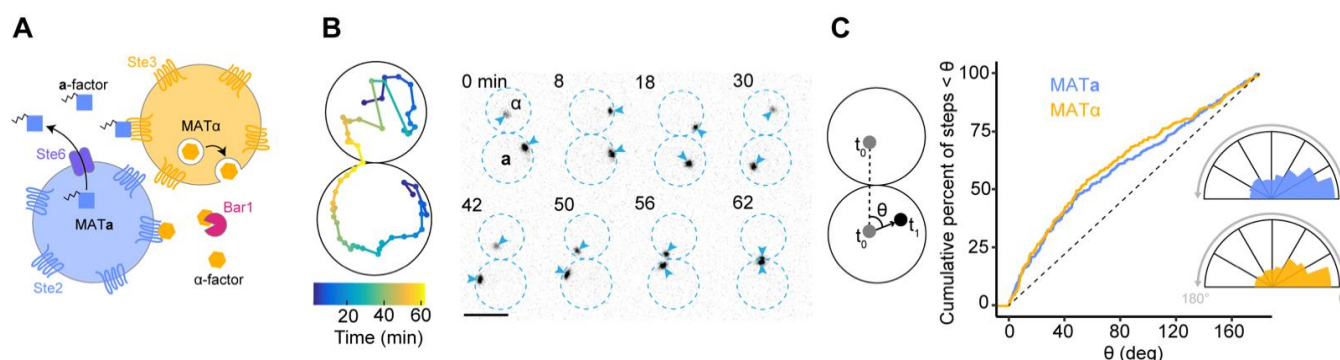 A
Ste3
a-factor
MATα
Ste6
MATa
Bar1
Ste2
α-factor
B
20 40 60
Time (min)
0 min 8 18 30
α
a
42 50 56 62
C
t0
θ
t0
t1
Cumulative percent of steps < θ
100
75
50
25
0
0 40 80 120 160
θ (deg)
MATa
MATα
180°